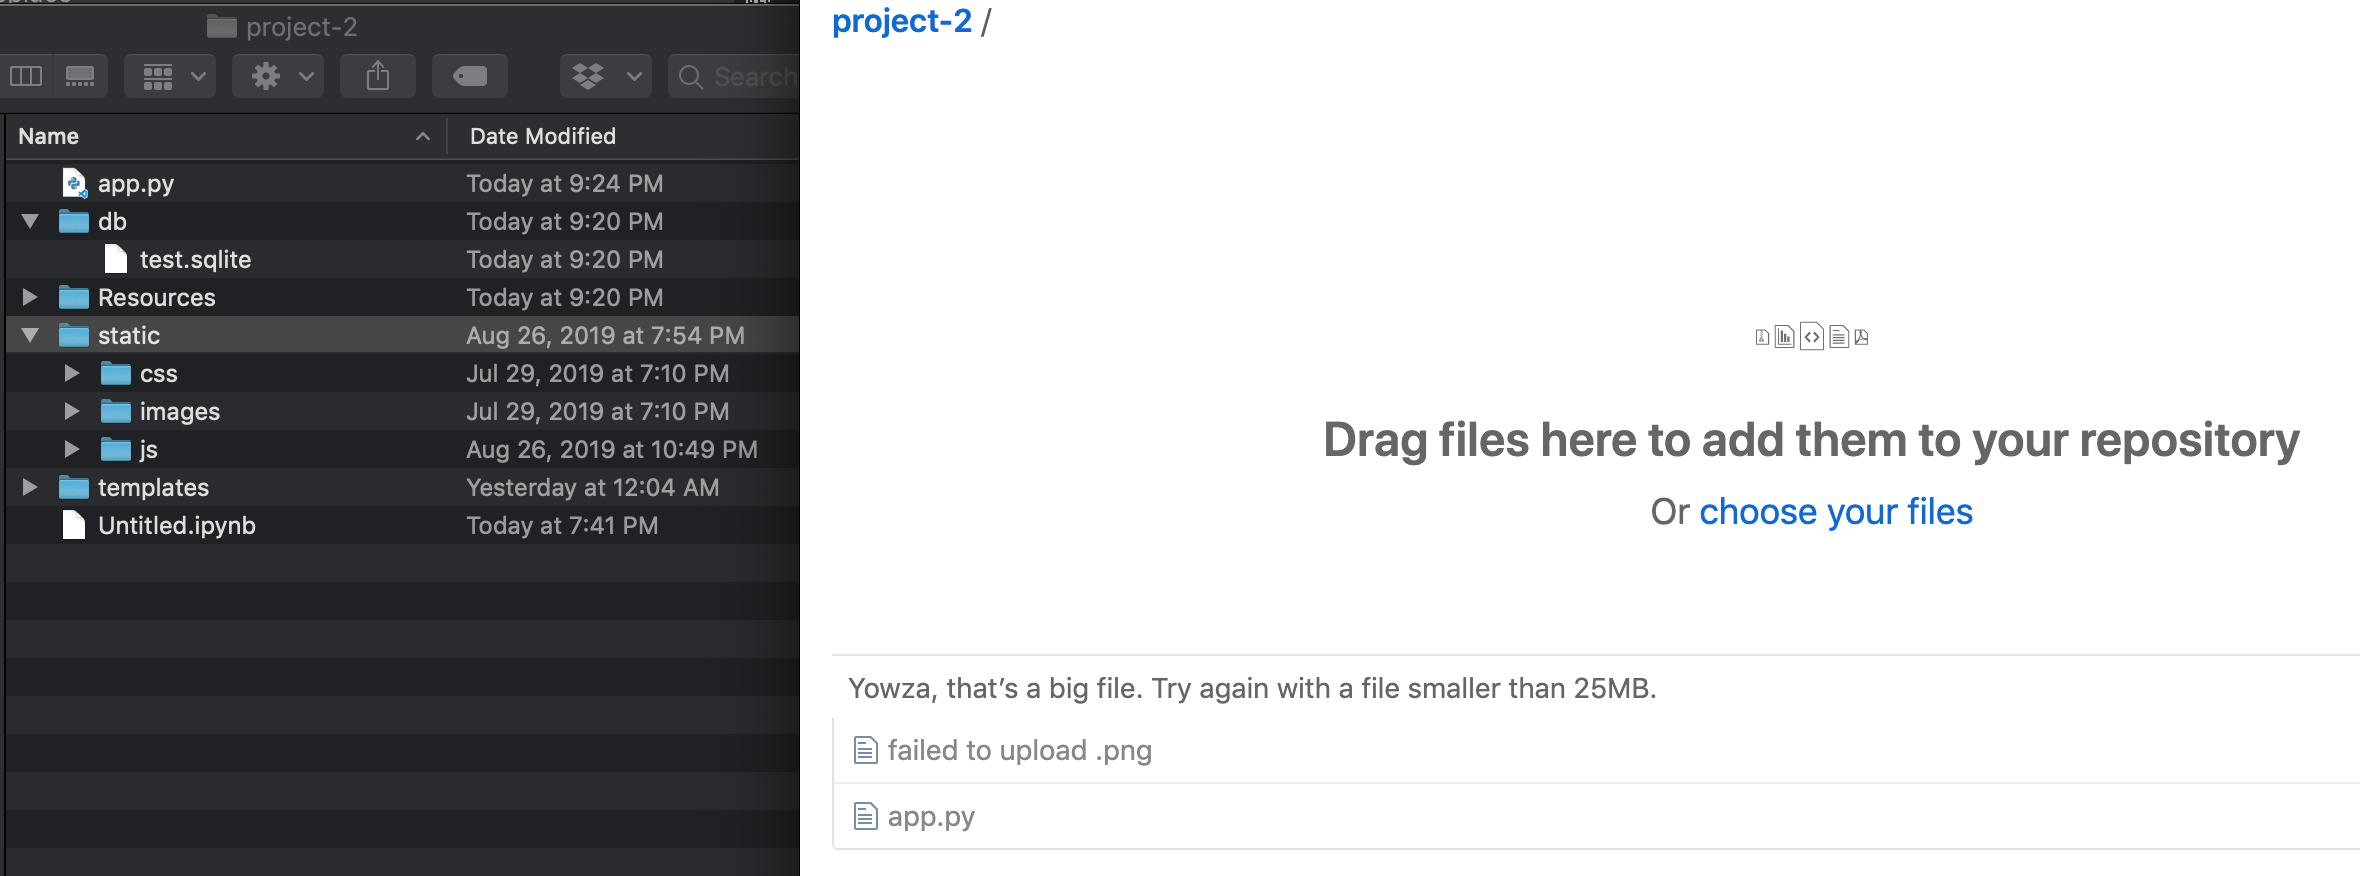 project-2
Search
Name Date Modified
app.py Today at 9:24 PM
db Today at 9:20 PM
test.sqlite Today at 9:20 PM
Resources Today at 9:20 PM
static Aug 26, 2019 at 7:54 PM
css Jul 29, 2019 at 7:10 PM
images Jul 29, 2019 at 7:10 PM
js Aug 26, 2019 at 10:49 PM
templates Yesterday at 12:04 AM
Untitled.ipynb Today at 7:41 PM
project-2 /
Drag files here to add them to your repository
Or choose your files
Yowza, that’s a big file. Try again with a file smaller than 25MB.
failed to upload .png
app.py